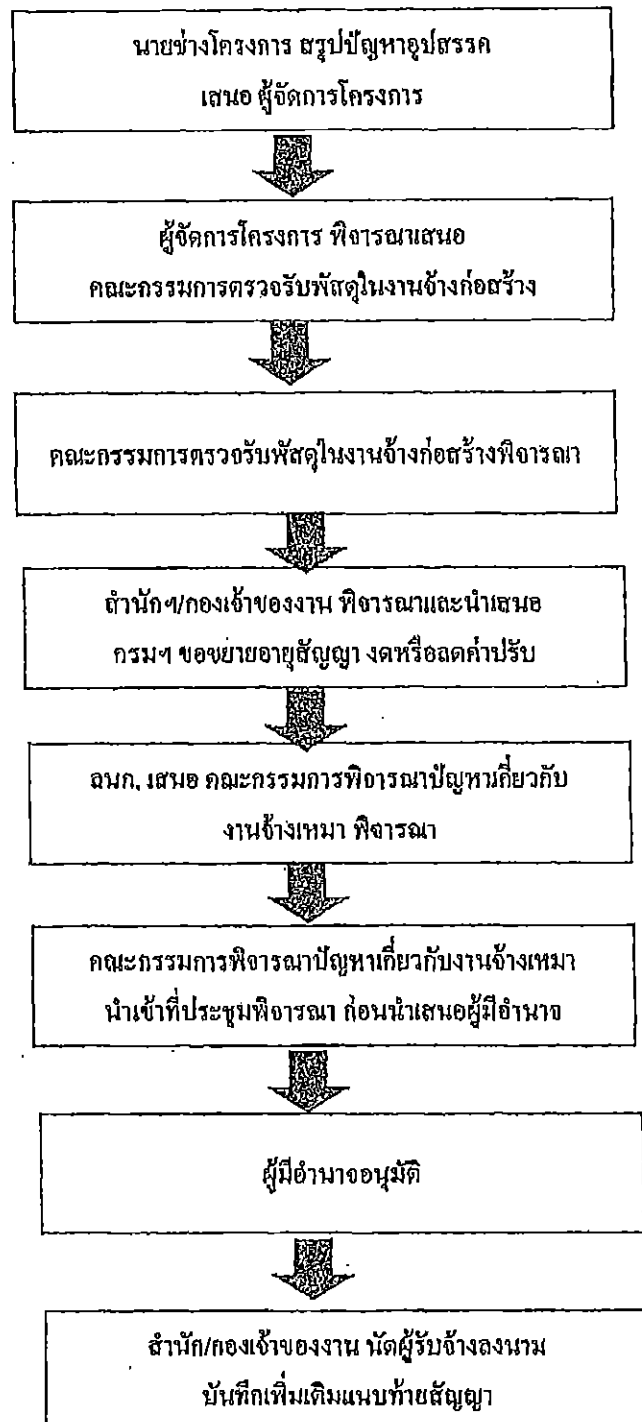 นายช่างโครงการ สรุปปัญหาอุปสรรค
เสนอ ผู้จัดการโครงการ
ผู้จัดการโครงการ พิจารณาเสนอ
คณะกรรมการตรวจรับพัสดุในงานจ้างก่อสร้าง
คณะกรรมการตรวจรับพัสดุในงานจ้างก่อสร้างพิจารณา
สำนักฯ/กองเจ้าของงาน พิจารณาและนำเสนอ
กรมฯ ขอขยายอายุสัญญา งดหรือลดค่าปรับ
ลนก. เสนอ คณะกรรมการพิจารณาปัญหาเกี่ยวกับ
งานจ้างเหมา พิจารณา
คณะกรรมการพิจารณาปัญหาเกี่ยวกับงานจ้างเหมา
นำเข้าที่ประชุมพิจารณา ก่อนนำเสนอผู้มีอำนาจ
ผู้มีอำนาจอนุมัติ
สำนัก/กองเจ้าของงาน นัดผู้รับจ้างลงนาม
บันทึกเพิ่มเติมแนบท้ายสัญญา